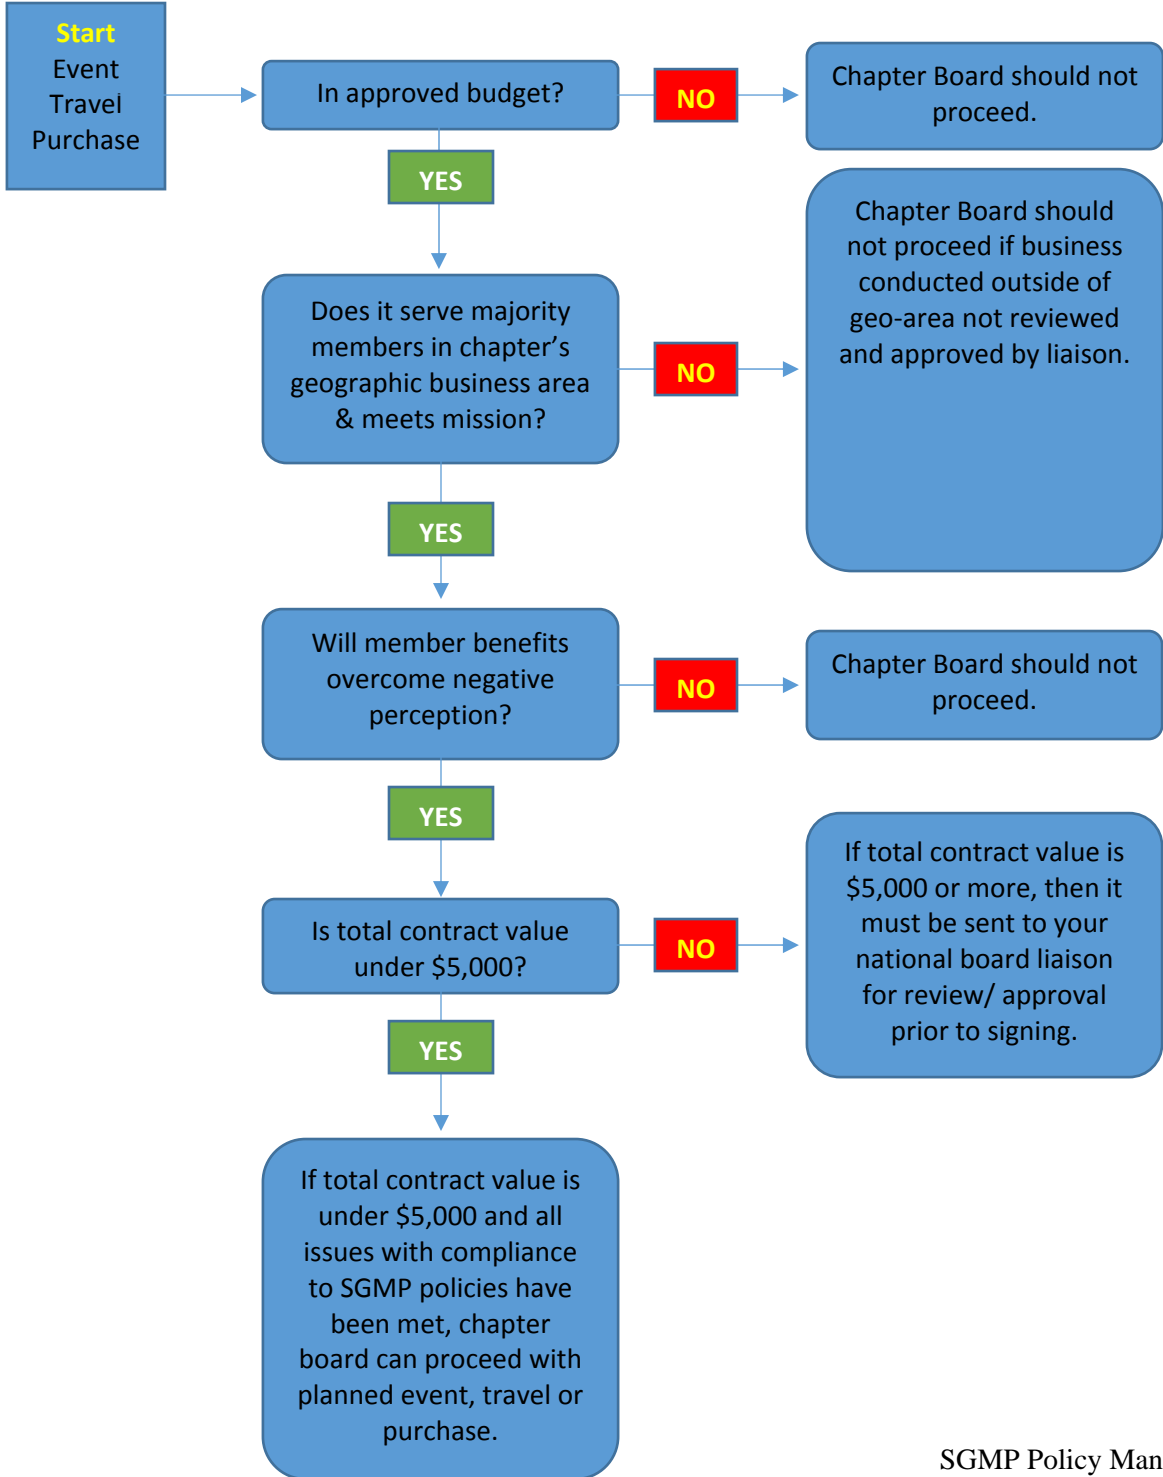 Start
Event
Travel
Purchase
In approved budget?
NO
Chapter Board should not
proceed.
YES
Does it serve majority
members in chapter’s
geographic business area
& meets mission?
NO
Chapter Board should
not proceed if business
conducted outside of
geo-area not reviewed
and approved by liaison.
YES
Will member benefits
overcome negative
perception?
NO
Chapter Board should not
proceed.
YES
Is total contract value
under $5,000?
NO
If total contract value is
$5,000 or more, then it
must be sent to your
national board liaison
for review/ approval
prior to signing.
YES
If total contract value is
under $5,000 and all
issues with compliance
to SGMP policies have
been met, chapter
board can proceed with
planned event, travel or
purchase.
SGMP Policy Man